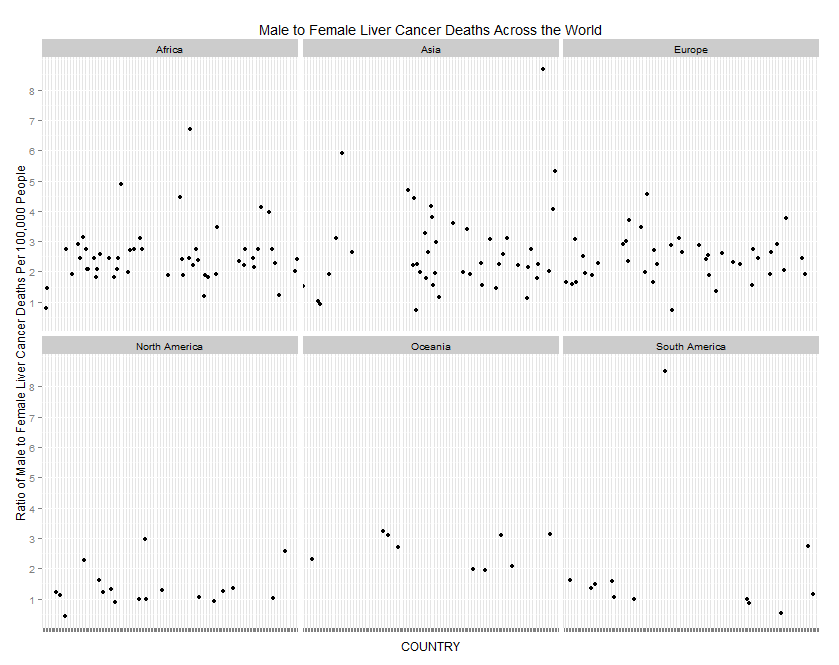 Male to Female Liver Cancer Deaths Across the World
Africa
Asia
Europe
8
7
6
5
4
3
2
1
North America
Oceania
South America
8
7
6
5
4
3
2
1
Ratio of Male to Female Liver Cancer Deaths Per 100,000 People
COUNTRY